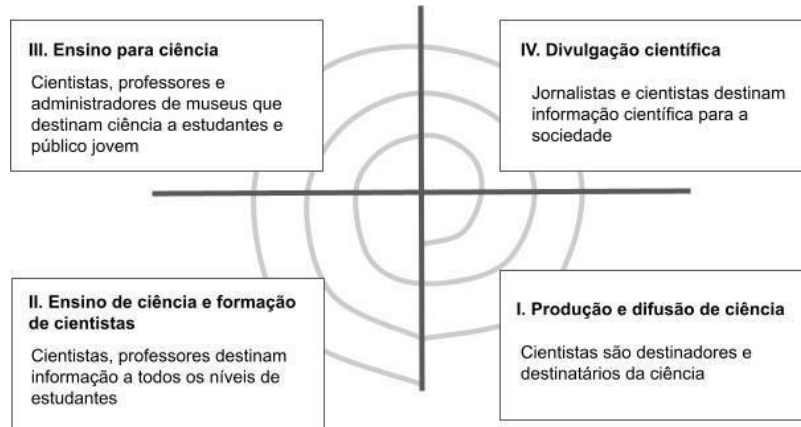 III. Ensino para ciência
Cientistas, professores e
administradores de museus que
destinam ciência a estudantes e
público jovem
IV. Divulgação científica
Jornalistas e cientistas destinam
informação científica para a
sociedade
II. Ensino de ciência e formação
de cientistas
Cientistas, professores destinam
informação a todos os níveis de
estudantes
I. Produção e difusão de ciência
Cientistas são destinadores e
destinatários da ciência